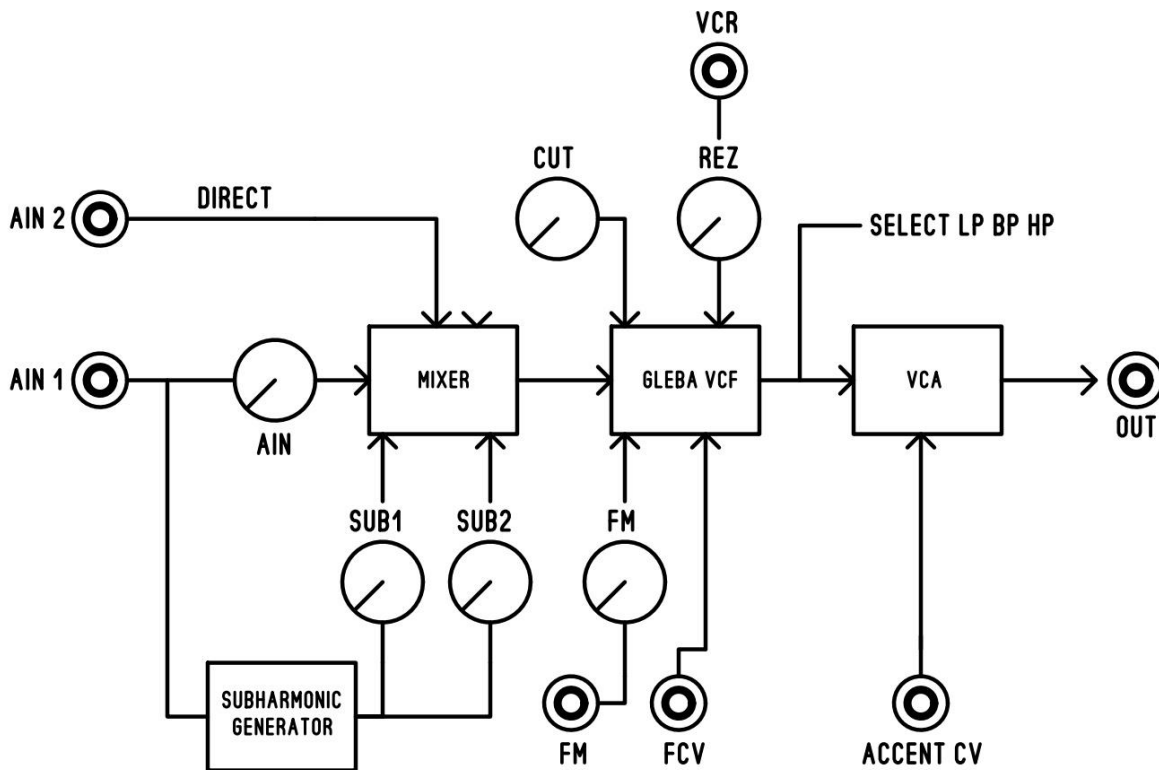 VCR
CUT
REZ
AIN 2
DIRECT
SELECT LP BP HP
AIN 1
MIXER
GLEBA VCF
VCA
AIN
OUT
SUB1
SUB2
FM
SUBHARMONIC
GENERATOR
FM
FCV
ACCENT CV